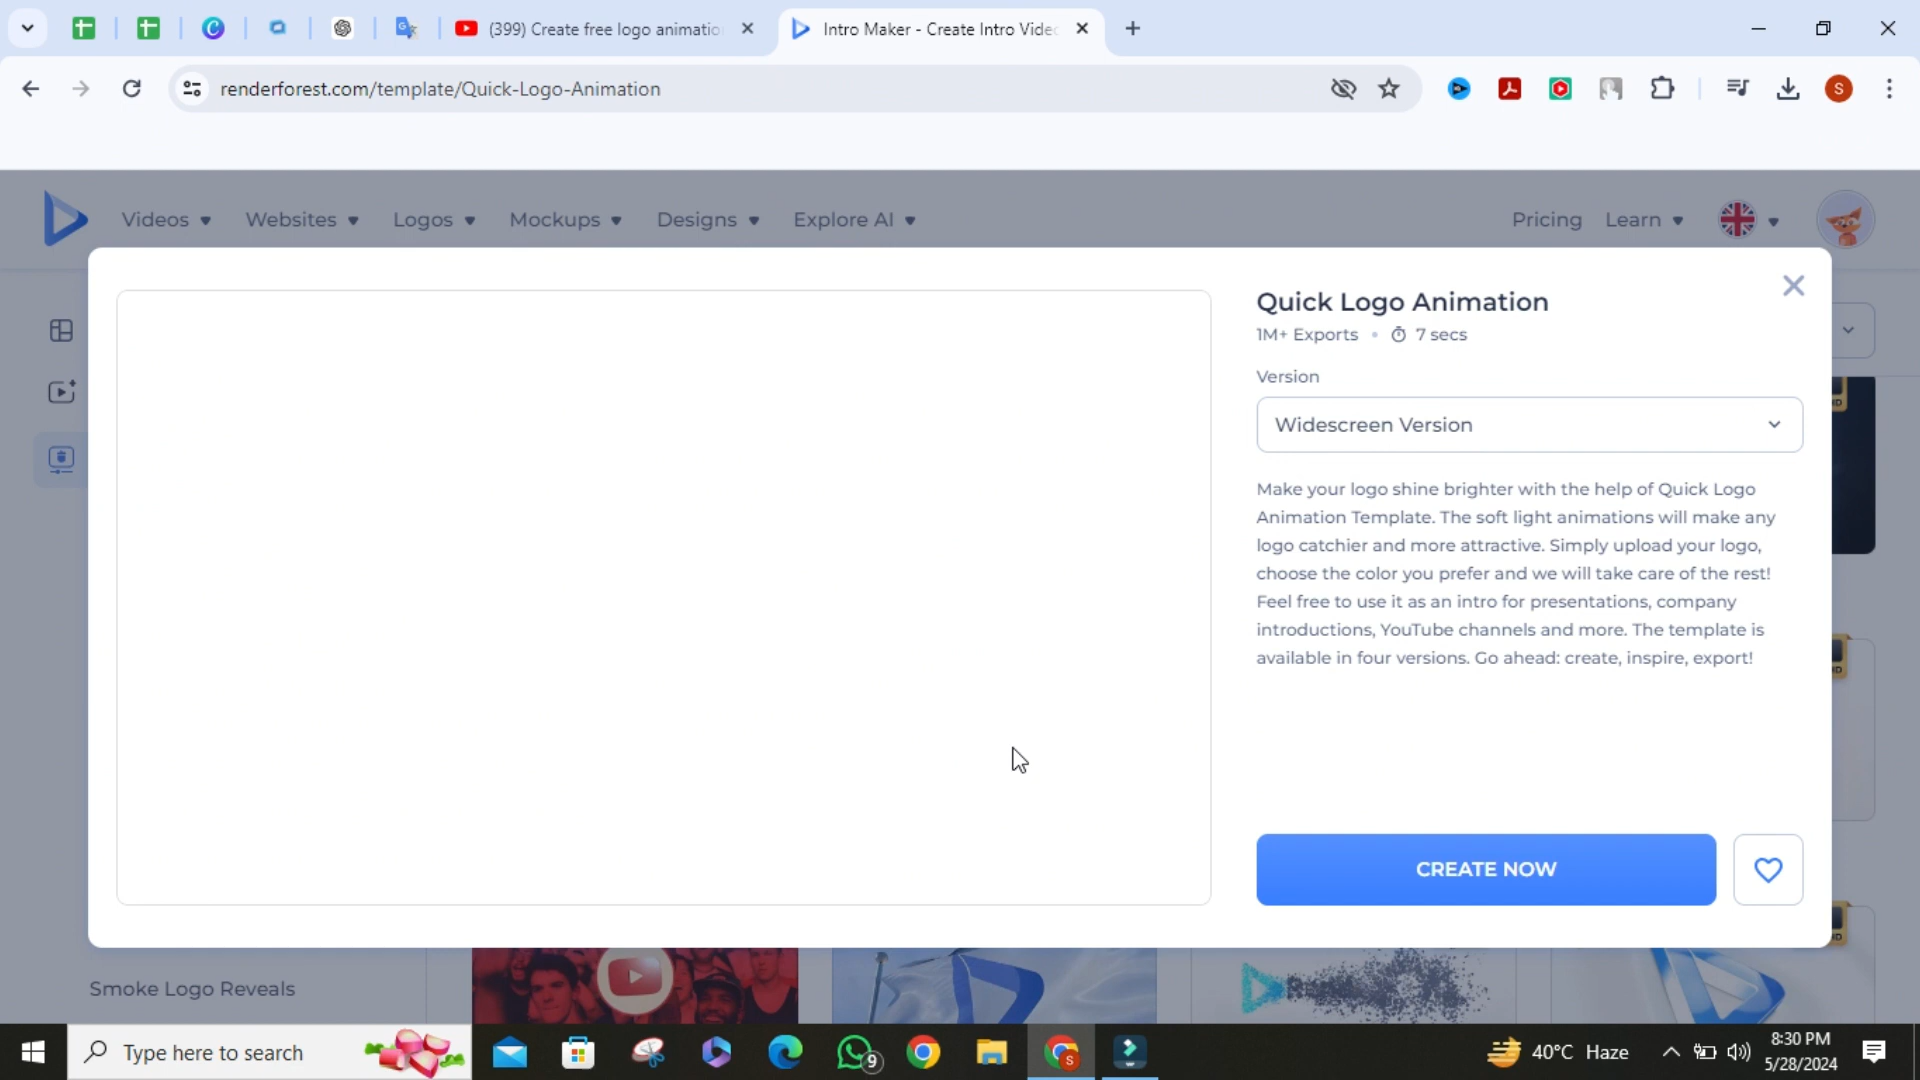 (399) Create free logo animation
Intro Maker - Create Intro Video
renderforest.com/template/Quick-Logo-Animation
S
Videos
Websites
Logos
Mockups
Designs
Explore AI
Pricing
Learn
Quick Logo Animation
1M+ Exports • 7 secs
Version
Widescreen Version
Make your logo shine brighter with the help of Quick Logo
Animation Template. The soft light animations will make any
logo catchier and more attractive. Simply upload your logo,
choose the color you prefer and we will take care of the rest!
Feel free to use it as an intro for presentations, company
introductions, YouTube channels and more. The template is
available in four versions. Go ahead: create, inspire, export!
CREATE NOW
Smoke Logo Reveals
Type here to search
9
S
40°C Haze
8:30 PM
5/28/2024